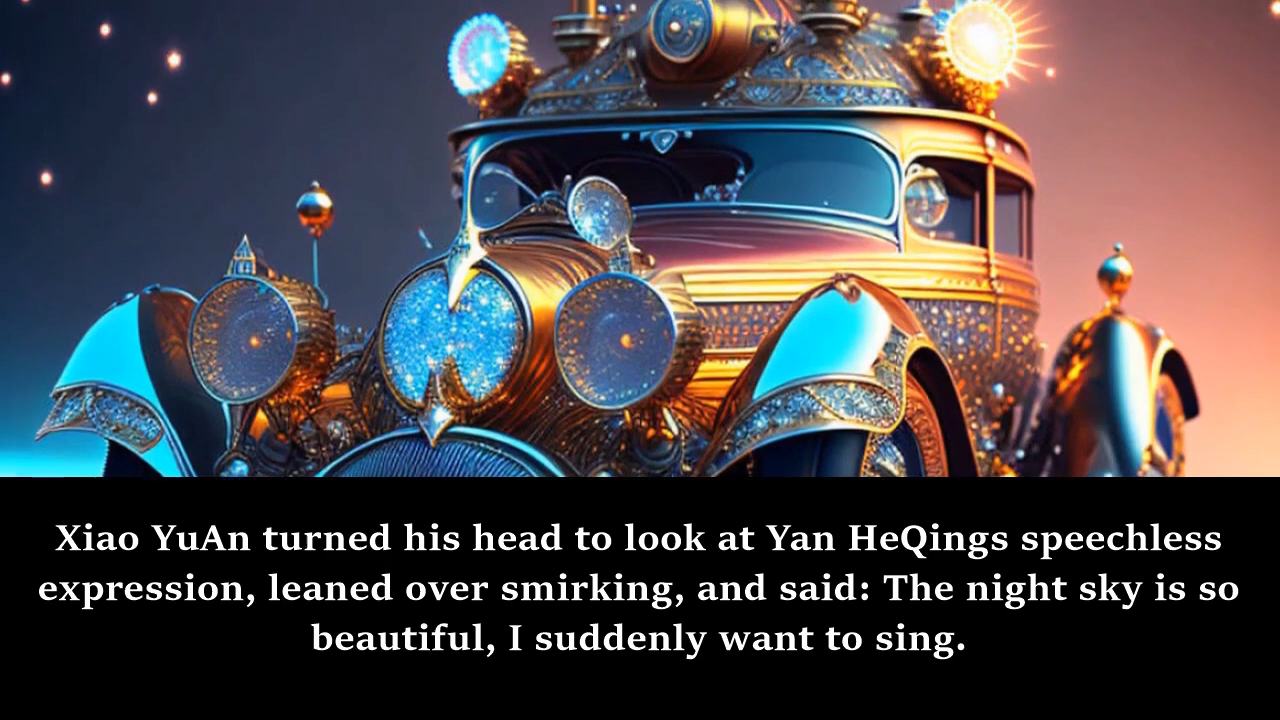 Xiao YuAn turned his head to look at Yan HeQings speechless
expression, leaned over smirking, and said: The night sky is so
beautiful, I suddenly want to sing.